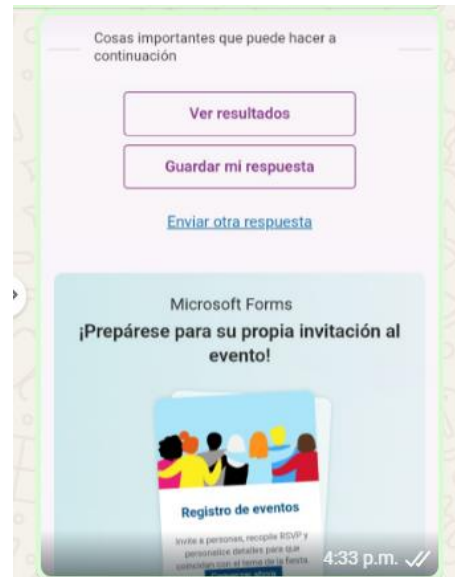 Cosas importantes que puede hacer a
continuación
Ver resultados
Guardar mi respuesta
Enviar otra respuesta
Microsoft Forms
¡Prepárese para su propia invitación al
evento!
Registro de eventos
Invite a personas, recopile RSVP y
personalice detalles para que
coincidan con el tema de la fiesta
4:33 p.m.